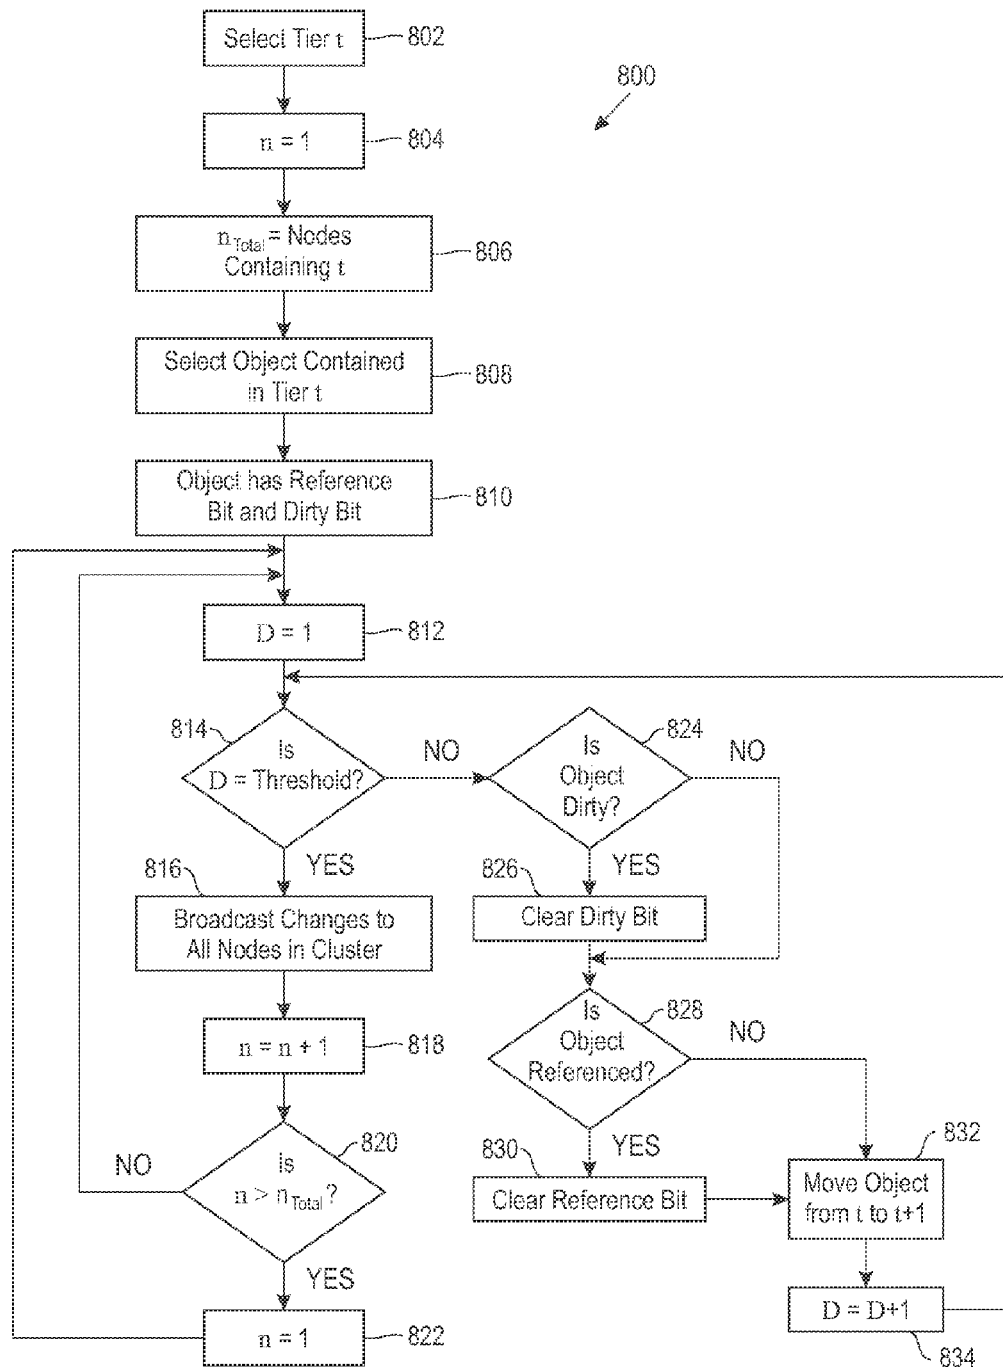 Select Tier t
802
800
n = 1
804
n Total = Nodes
Containing t
806
Select Object Contained
in Tier t
808
Object has Reference
Bit and Dirty Bit
810
D = 1
812
814
Is
D = Threshold?
NO
YES
824
Is
Object
Dirty?
NO
YES
816
Broadcast Changes to
All Nodes in Cluster
826
Clear Dirty Bit
n = n + 1
818
828
Is
Object
Referenced?
NO
YES
820
Is
n > n Total ?
NO
YES
830
Clear Reference Bit
832
Move Object
from t to t+1
n = 1
822
D = D+1
834